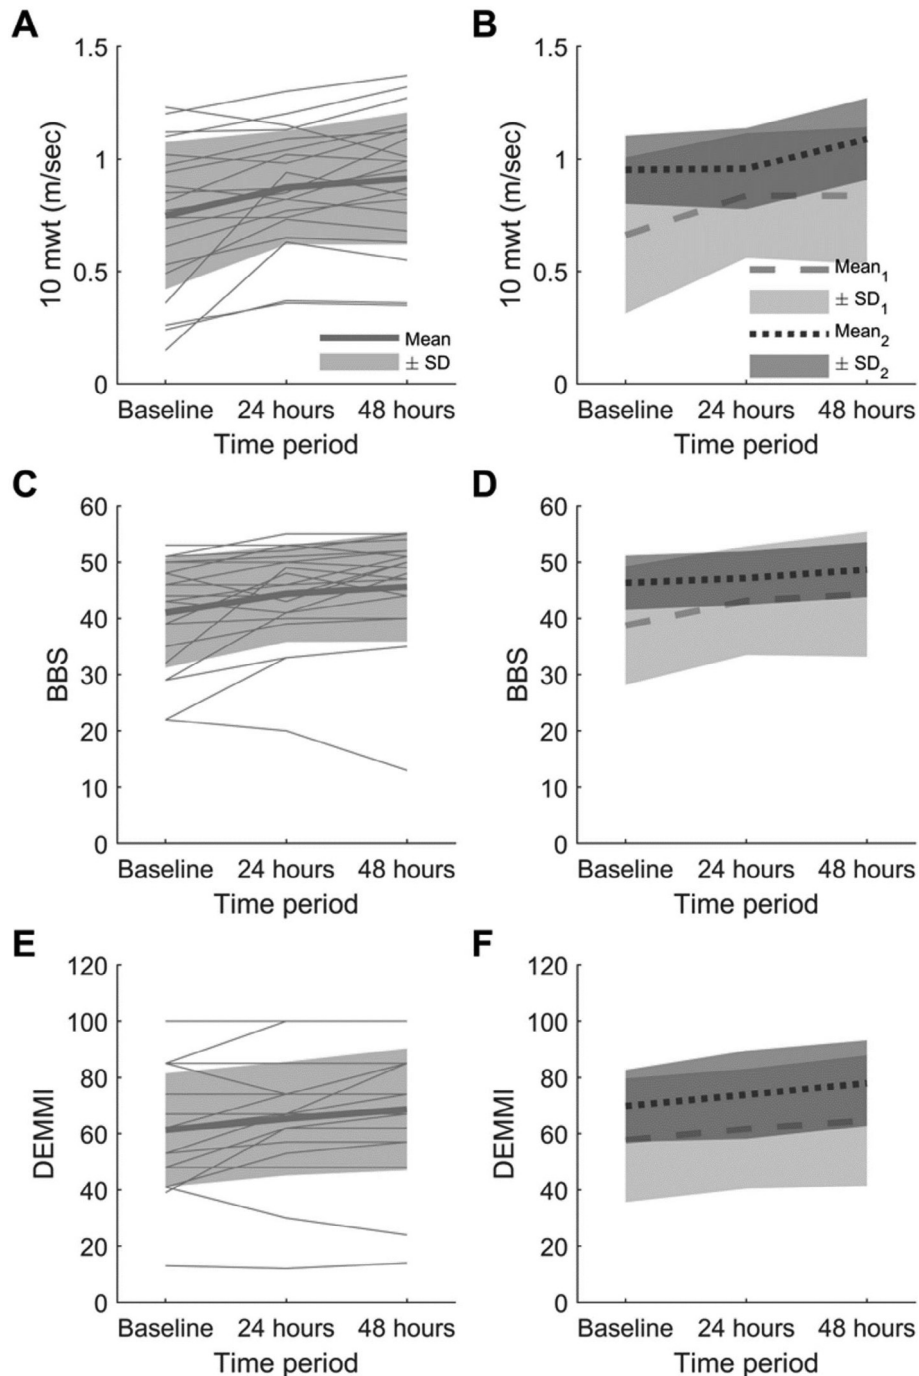 A
10 mwt (m/sec)
1.5
1
0.5
0
Mean
± SD
Baseline 24 hours 48 hours
Time period
B
10 mwt (m/sec)
1.5
1
0.5
0
Mean1
± SD1
Mean2
± SD2
Baseline 24 hours 48 hours
Time period
C
BBS
60
50
40
30
20
10
0
Baseline 24 hours 48 hours
Time period
D
BBS
60
50
40
30
20
10
0
Baseline 24 hours 48 hours
Time period
E
DEMMI
120
100
80
60
40
20
0
Baseline 24 hours 48 hours
Time period
F
DEMMI
120
100
80
60
40
20
0
Baseline 24 hours 48 hours
Time period